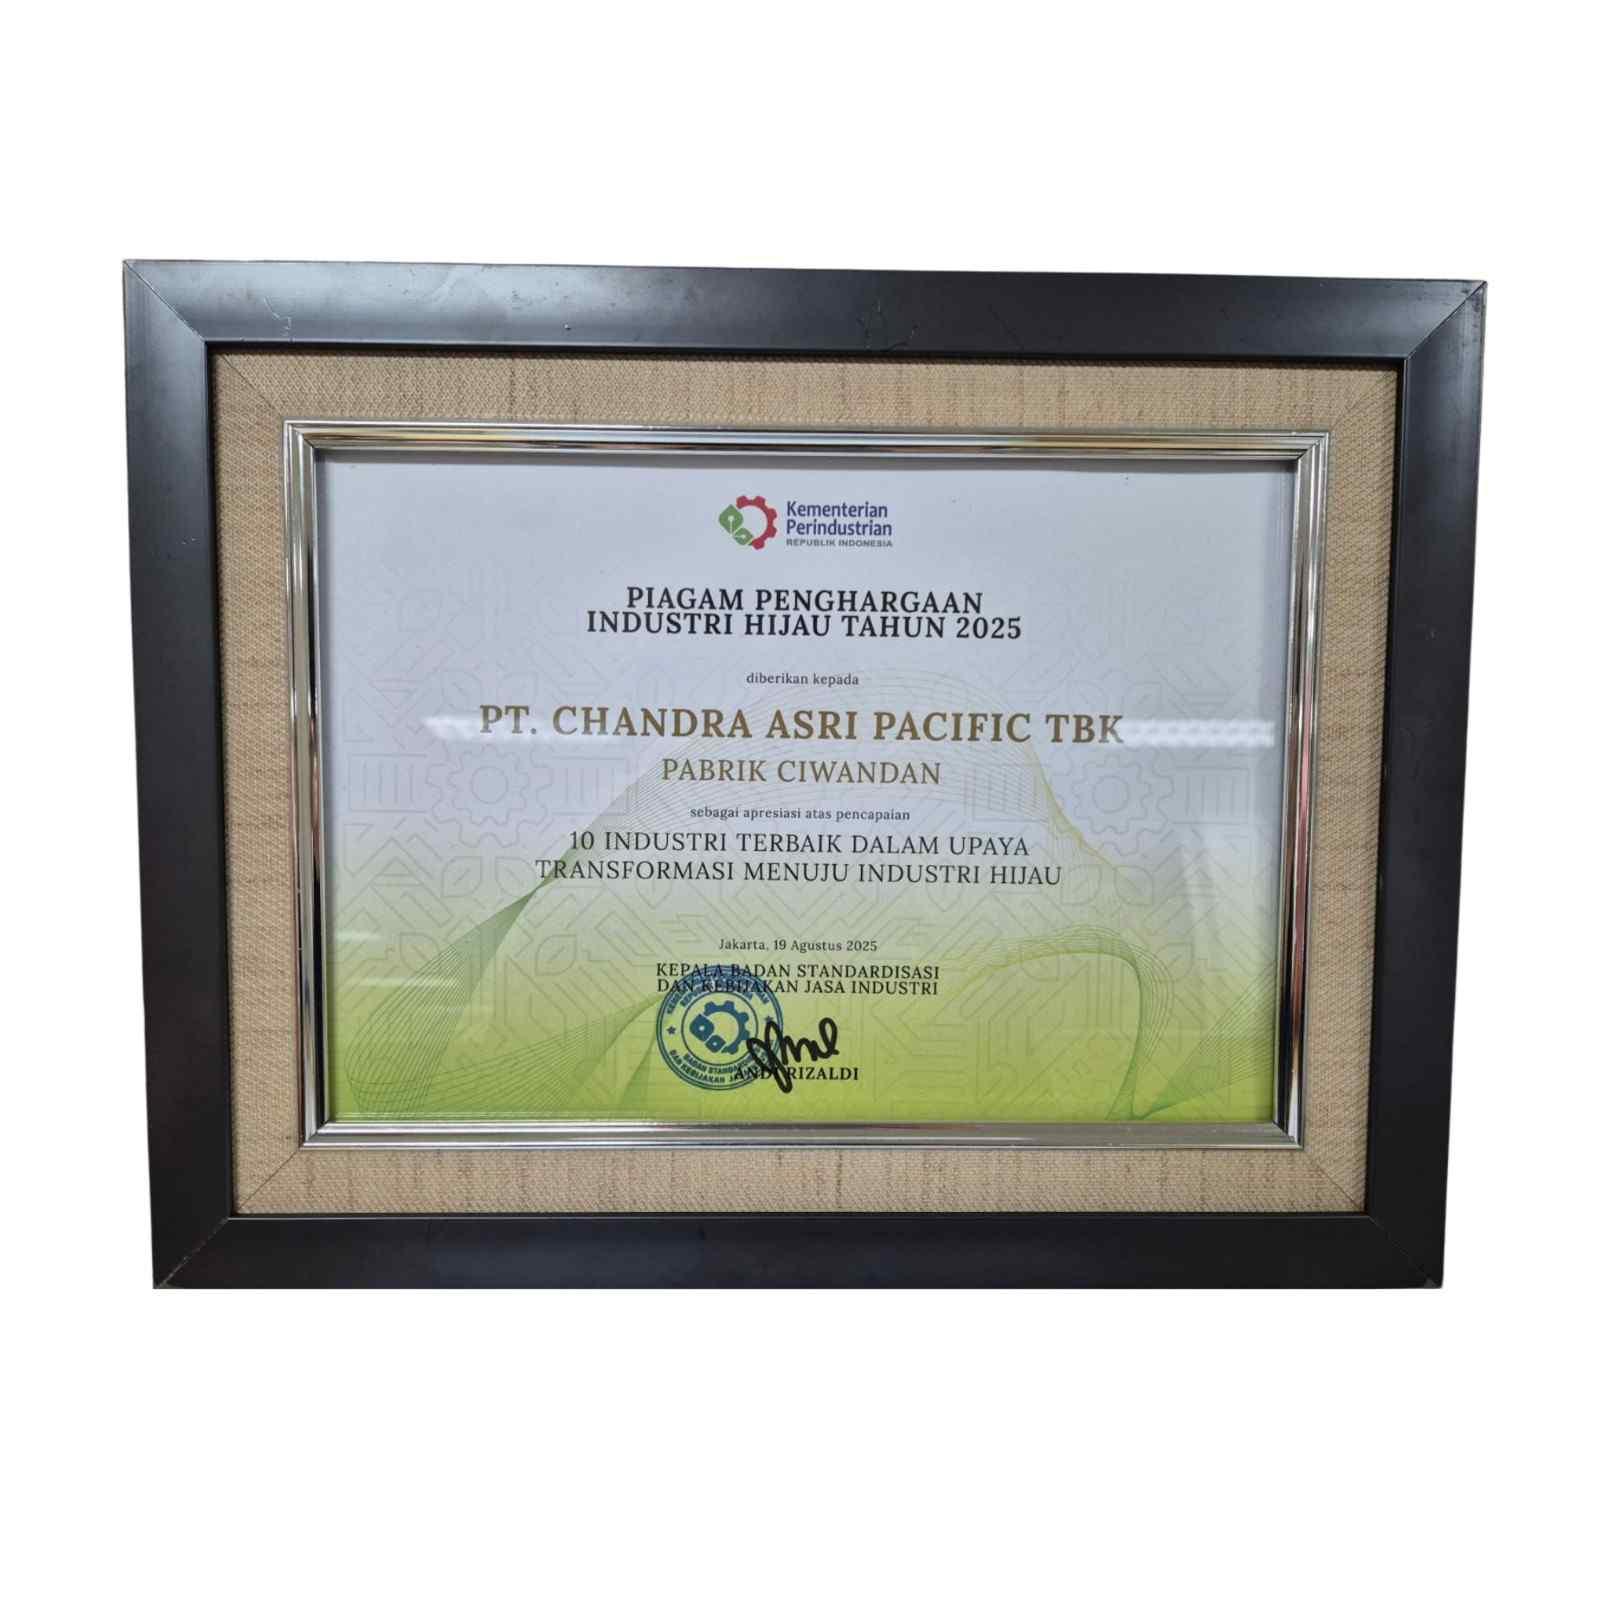 Kementerian
Perindustrian
REPUBLIK INDONESIA
PIAGAM PENGHARGAAN
INDUSTRI HIJAU TAHUN 2025
diberikan kepada
PT. CHANDRA ASRI PACIFIC TBK
PABRIK CIWANDAN
sebagai apresiasi atas pencapaian
10 INDUSTRI TERBAIK DALAM UPAYA
TRANSFORMASI MENUJU INDUSTRI HIJAU
Jakarta, 19 Agustus 2025
KEPALA BADAN STANDARDISASI
DAN KEBIJAKAN JASA INDUSTRI
ANDI RIZALDI